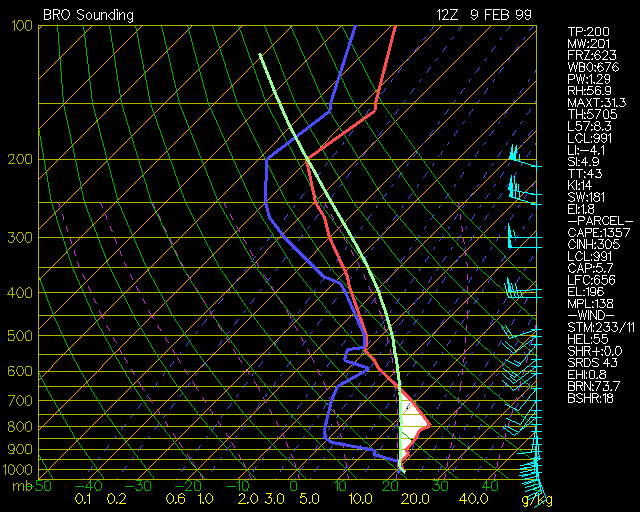 BRO Sounding 12Z 9 FEB 99
100
200
300
400
500
600
700
800
900
1000
mb -50 -40 -30 -20 -10 0 10 20 30 40 g/kg
0.1 0.2 0.6 1.0 2.0 3.0 5.0 10.0 20.0 40.0
TP:200
MW:201
FRZ:623
WB0:676
PW:1.29
RH:56.9
MAXT:31.3
TH:5705
L57:8.3
LCL:991
LI:-4.1
SI:4.9
TT:43
KI:14
SW:181
EI:1.8
-PARCEL-
CAPE:1357
CINH:305
LCL:991
CAP:5.7
LFC:656
EL:196
MPL:138
-WIND-
STM:233/11
HEL:55
SHR+:0.0
SRDS:43
EHI:0.8
BRN:73.7
BSHR:18